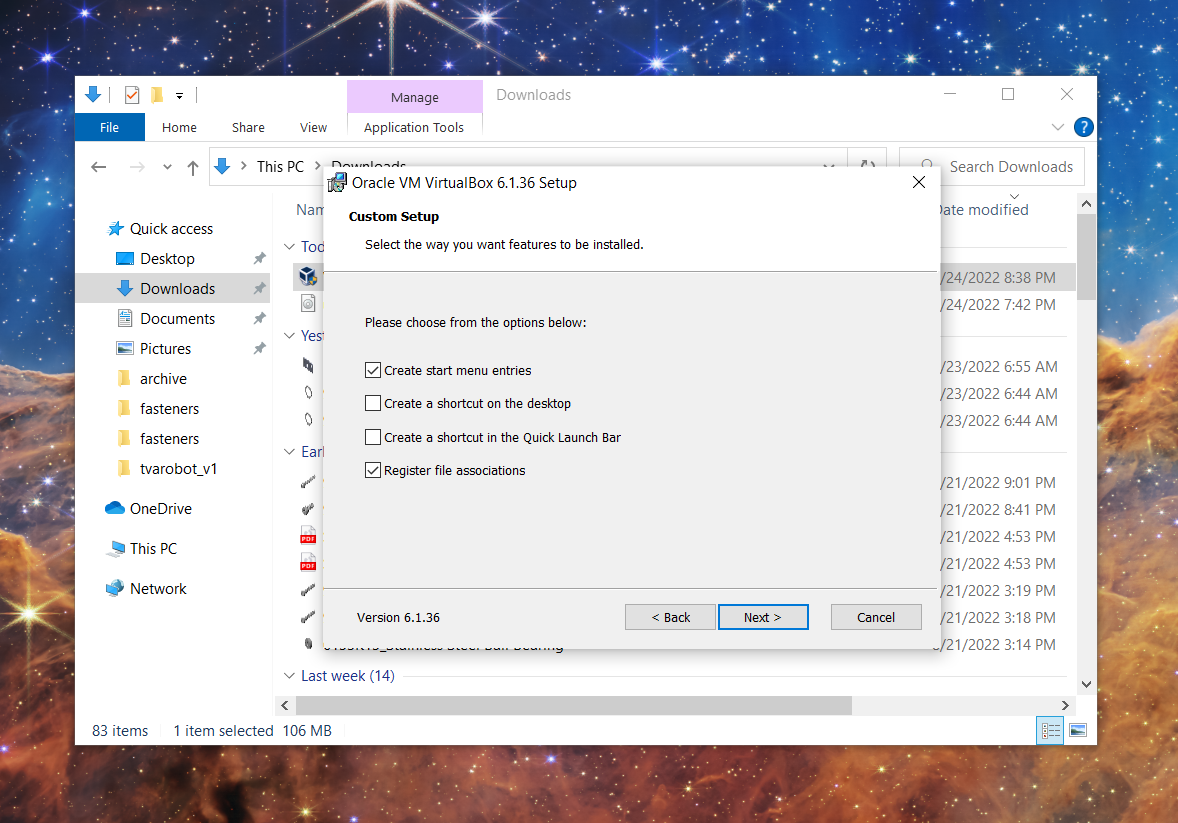 Manage
Downloads
File
Home
Share
View
Application Tools
?
This PC
Downloads
Search Downloads
Oracle VM VirtualBox 6.1.36 Setup
Custom Setup
Select the way you want features to be installed.
Please choose from the options below:
Create start menu entries
Create a shortcut on the desktop
Create a shortcut in the Quick Launch Bar
Register file associations
Version 6.1.36
< Back
Next >
Cancel
Quick access
Desktop
Downloads
Documents
Pictures
archive
fasteners
fasteners
tvarobot_v1
OneDrive
This PC
Network
Nam
Date modified
Tod
/24/2022 8:38 PM
/24/2022 7:42 PM
Yest
/23/2022 6:55 AM
/23/2022 6:44 AM
/23/2022 6:44 AM
Earl
/21/2022 9:01 PM
/21/2022 8:41 PM
PDF
/21/2022 4:53 PM
PDF
/21/2022 4:53 PM
/21/2022 3:19 PM
/21/2022 3:18 PM
/21/2022 3:14 PM
Last week (14)
83 items
1 item selected
106 MB